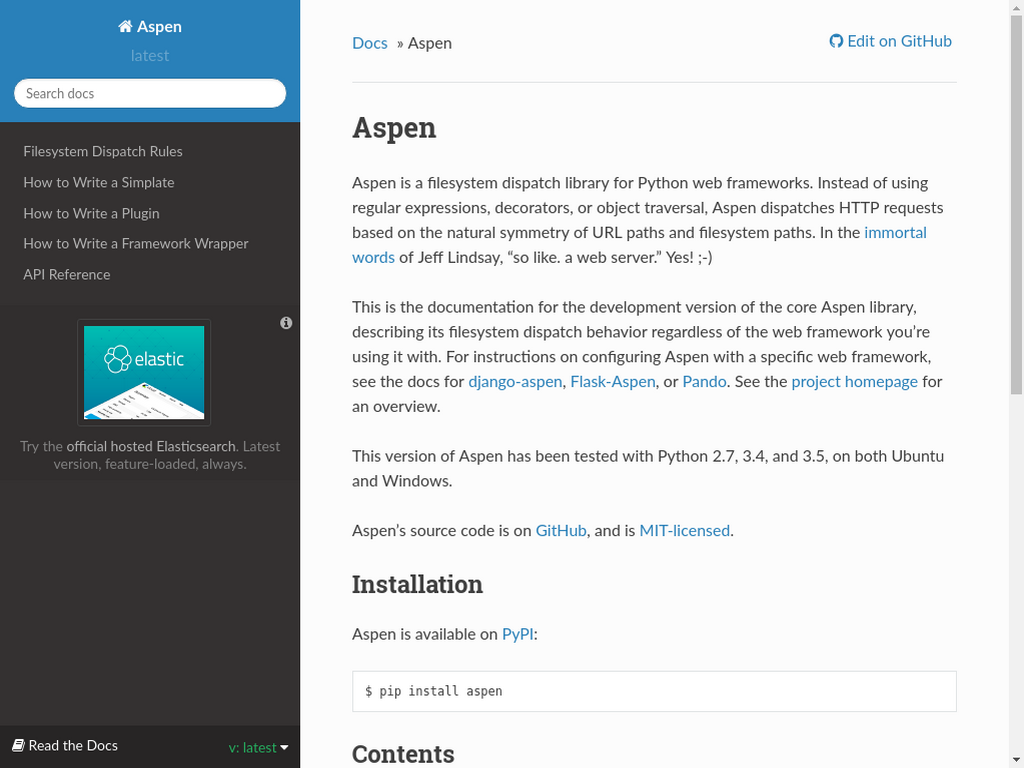 Aspen
latest
Search docs
Filesystem Dispatch Rules
How to Write a Simplate
How to Write a Plugin
How to Write a Framework Wrapper
API Reference
elastic
Try the official hosted Elasticsearch. Latest
version, feature-loaded, always.
Read the Docs
v: latest
Docs » Aspen
Edit on GitHub
Aspen
Aspen is a filesystem dispatch library for Python web frameworks. Instead of using
regular expressions, decorators, or object traversal, Aspen dispatches HTTP requests
based on the natural symmetry of URL paths and filesystem paths. In the immortal
words of Jeff Lindsay, “so like. a web server.” Yes! ;-)
This is the documentation for the development version of the core Aspen library,
describing its filesystem dispatch behavior regardless of the web framework you’re
using it with. For instructions on configuring Aspen with a specific web framework,
see the docs for django-aspen, Flask-Aspen, or Pando. See the project homepage for
an overview.
This version of Aspen has been tested with Python 2.7, 3.4, and 3.5, on both Ubuntu
and Windows.
Aspen’s source code is on GitHub, and is MIT-licensed.
Installation
Aspen is available on PyPI:
$ pip install aspen
Contents